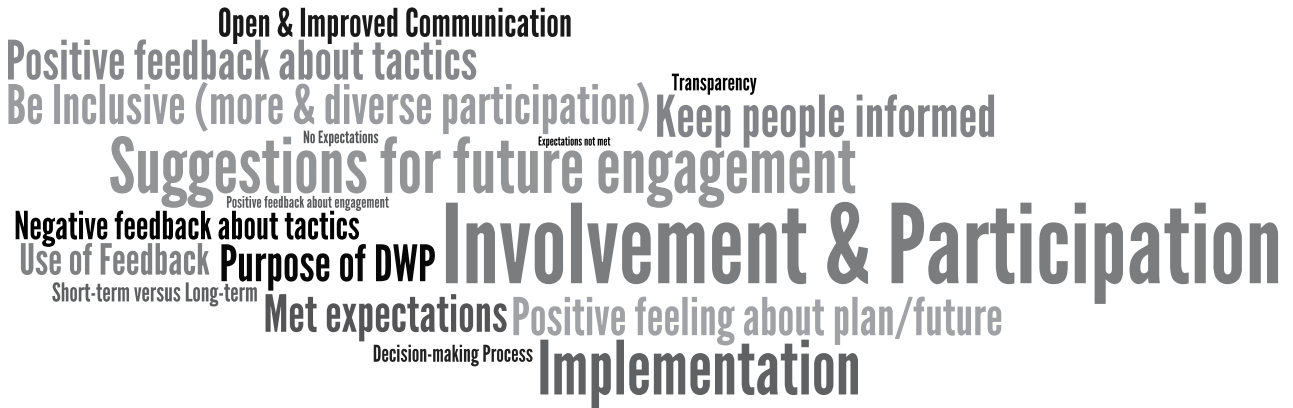 Open & Improved Communication
Positive feedback about tactics
Transparency
Be Inclusive (more & diverse participation)
Keep people informed
No Expectations
Expectations not met
Suggestions for future engagement
Positive feedback about engagement
Negative feedback about tactics
Involvement & Participation
Use of Feedback
Purpose of DWP
Short-term versus Long-term
Met expectations
Positive feeling about plan/future
Decision-making Process
Implementation